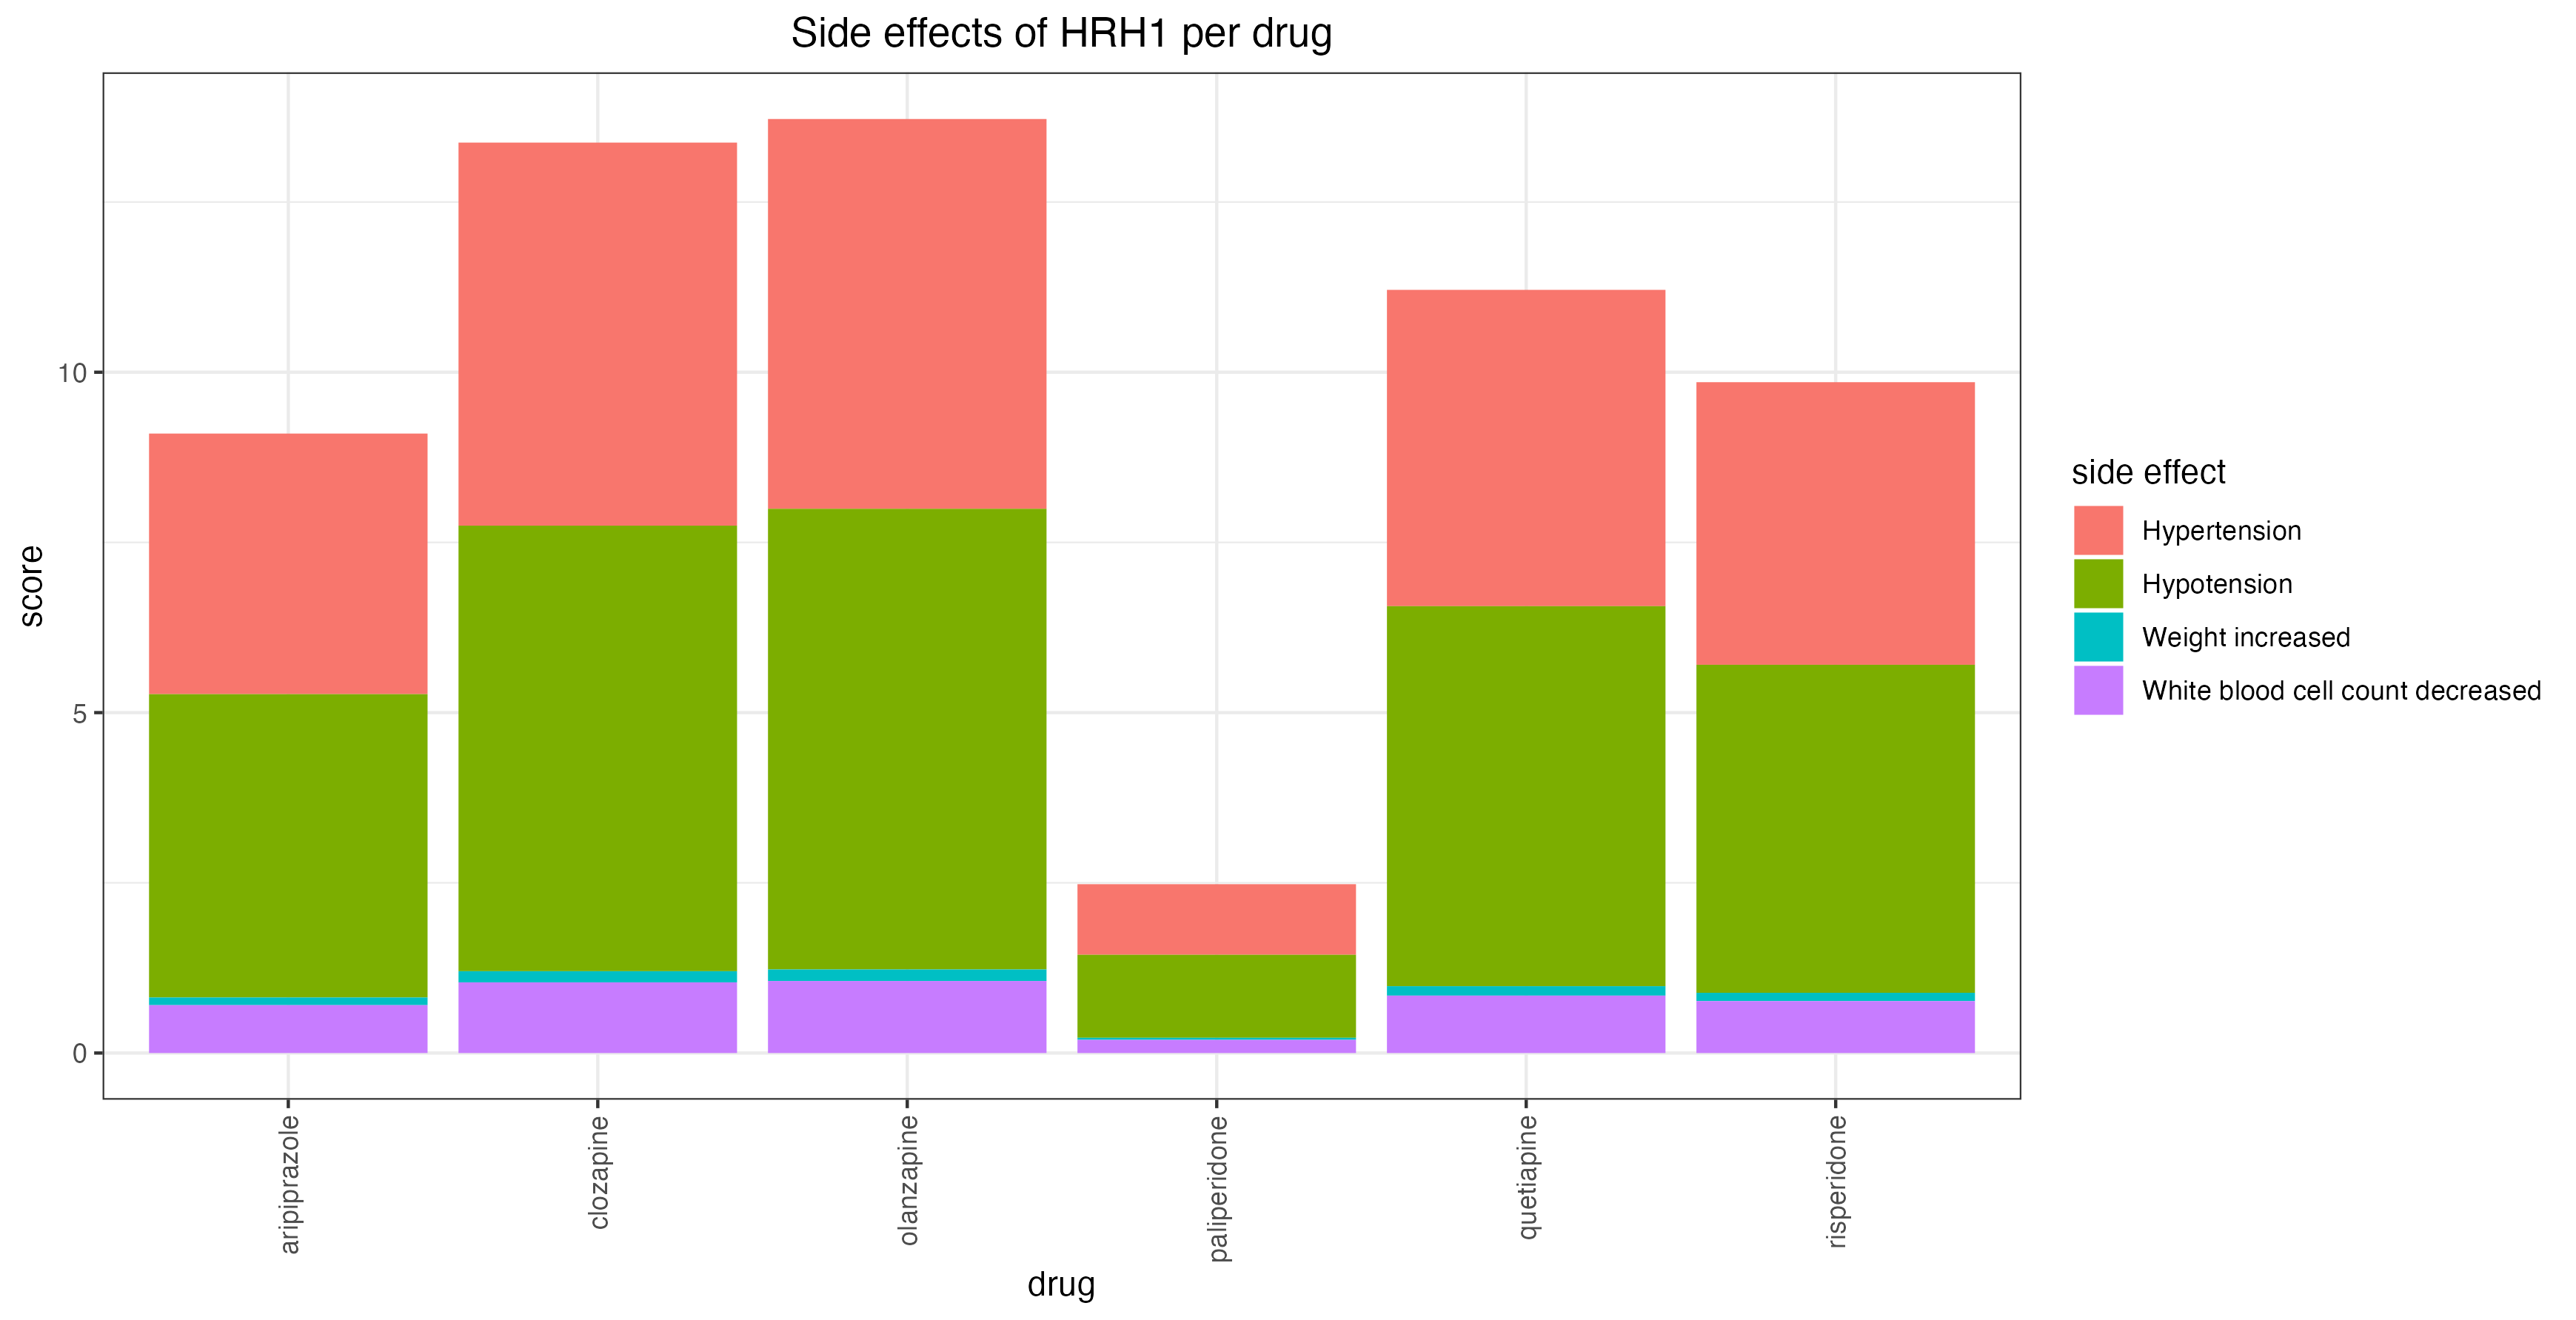 Side effects of HRH1 per drug
score
10
5
0
aripiprazole
clozapine
olanzapine
paliperidone
quetiapine
risperidone
drug
side effect
Hypertension
Hypotension
Weight increased
White blood cell count decreased